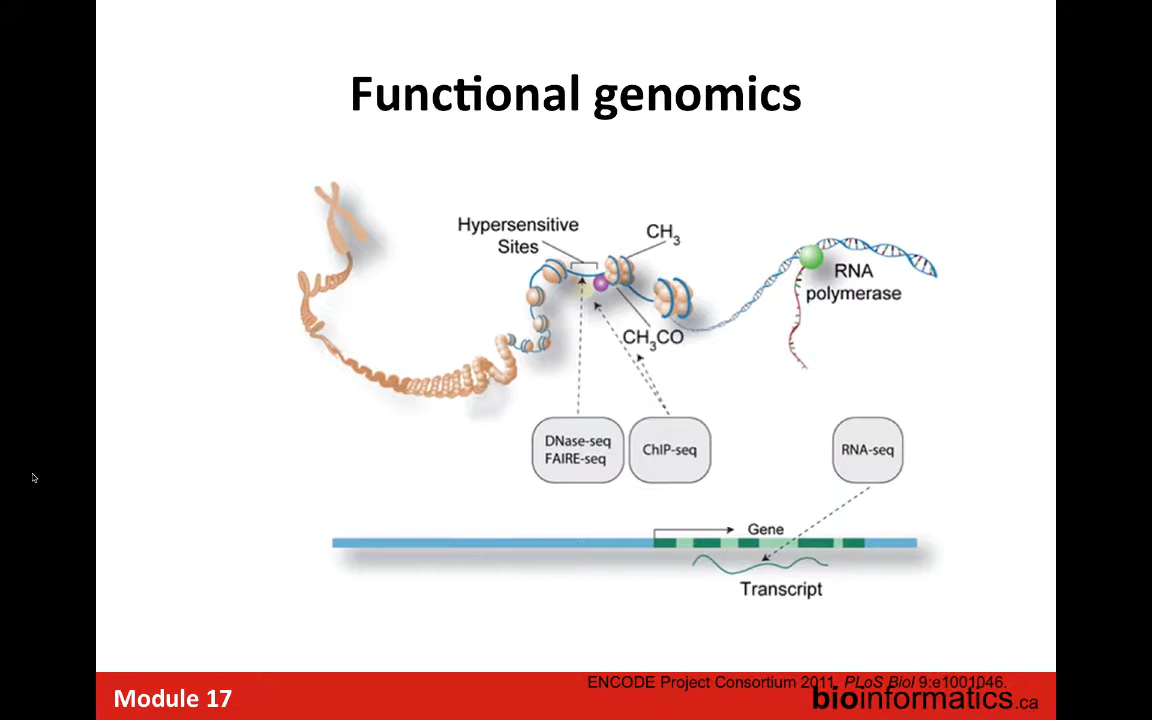 Functional genomics
Hypersensitive
Sites
CH3
RNA
polymerase
CH3CO
DNase-seq
FAIRE-seq
ChIP-seq
RNA-seq
Gene
Transcript
ENCODE Project Consortium 2011, PLoS Biol 9:e1001046.
Module 17
bioinformatics.ca